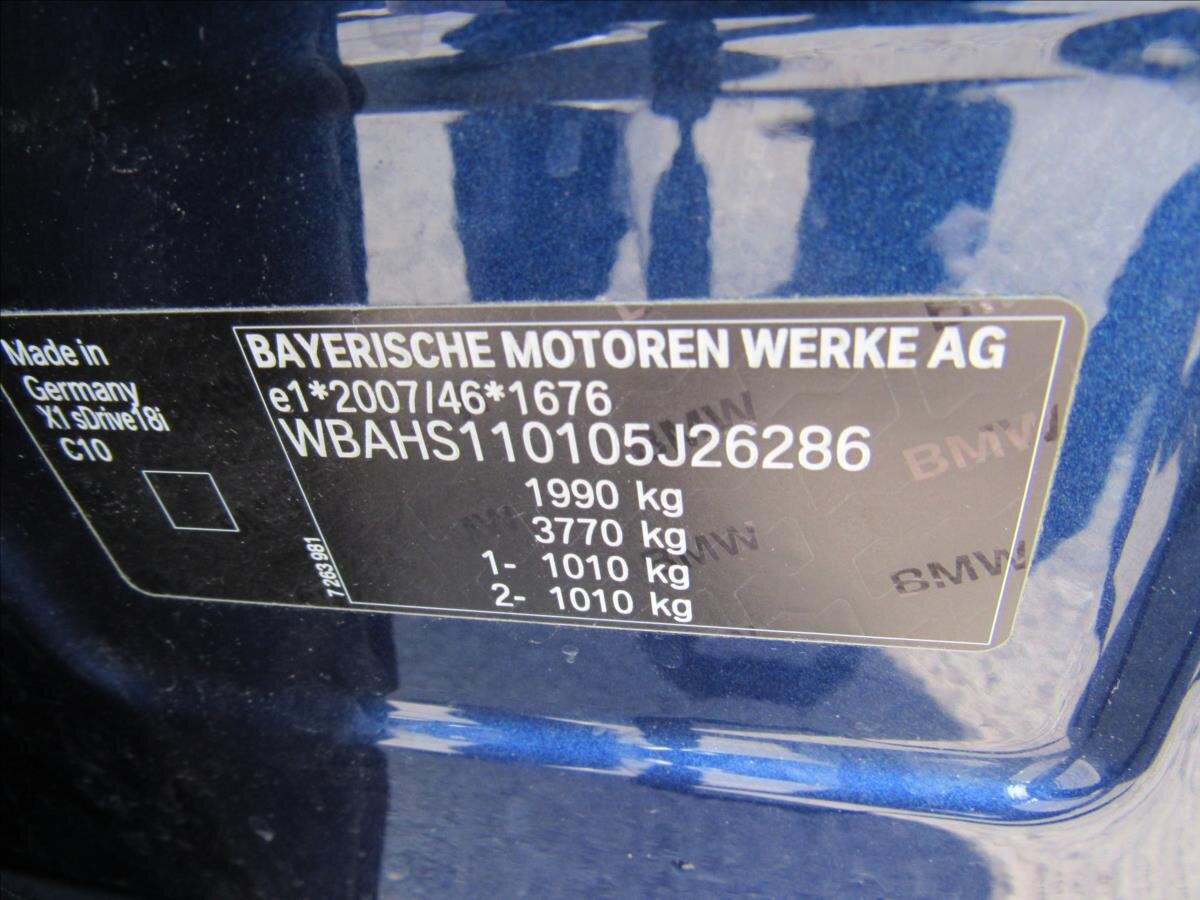 Made in
Germany
X1 sDrive18i
C10
BAYERISCHE MOTOREN WERKE AG
e1*2007/46*1676
WBAHS110105J26286
1990 kg
3770 kg
1- 1010 kg
2- 1010 kg
7 263 981
BMW
BMW
BMW
BMW